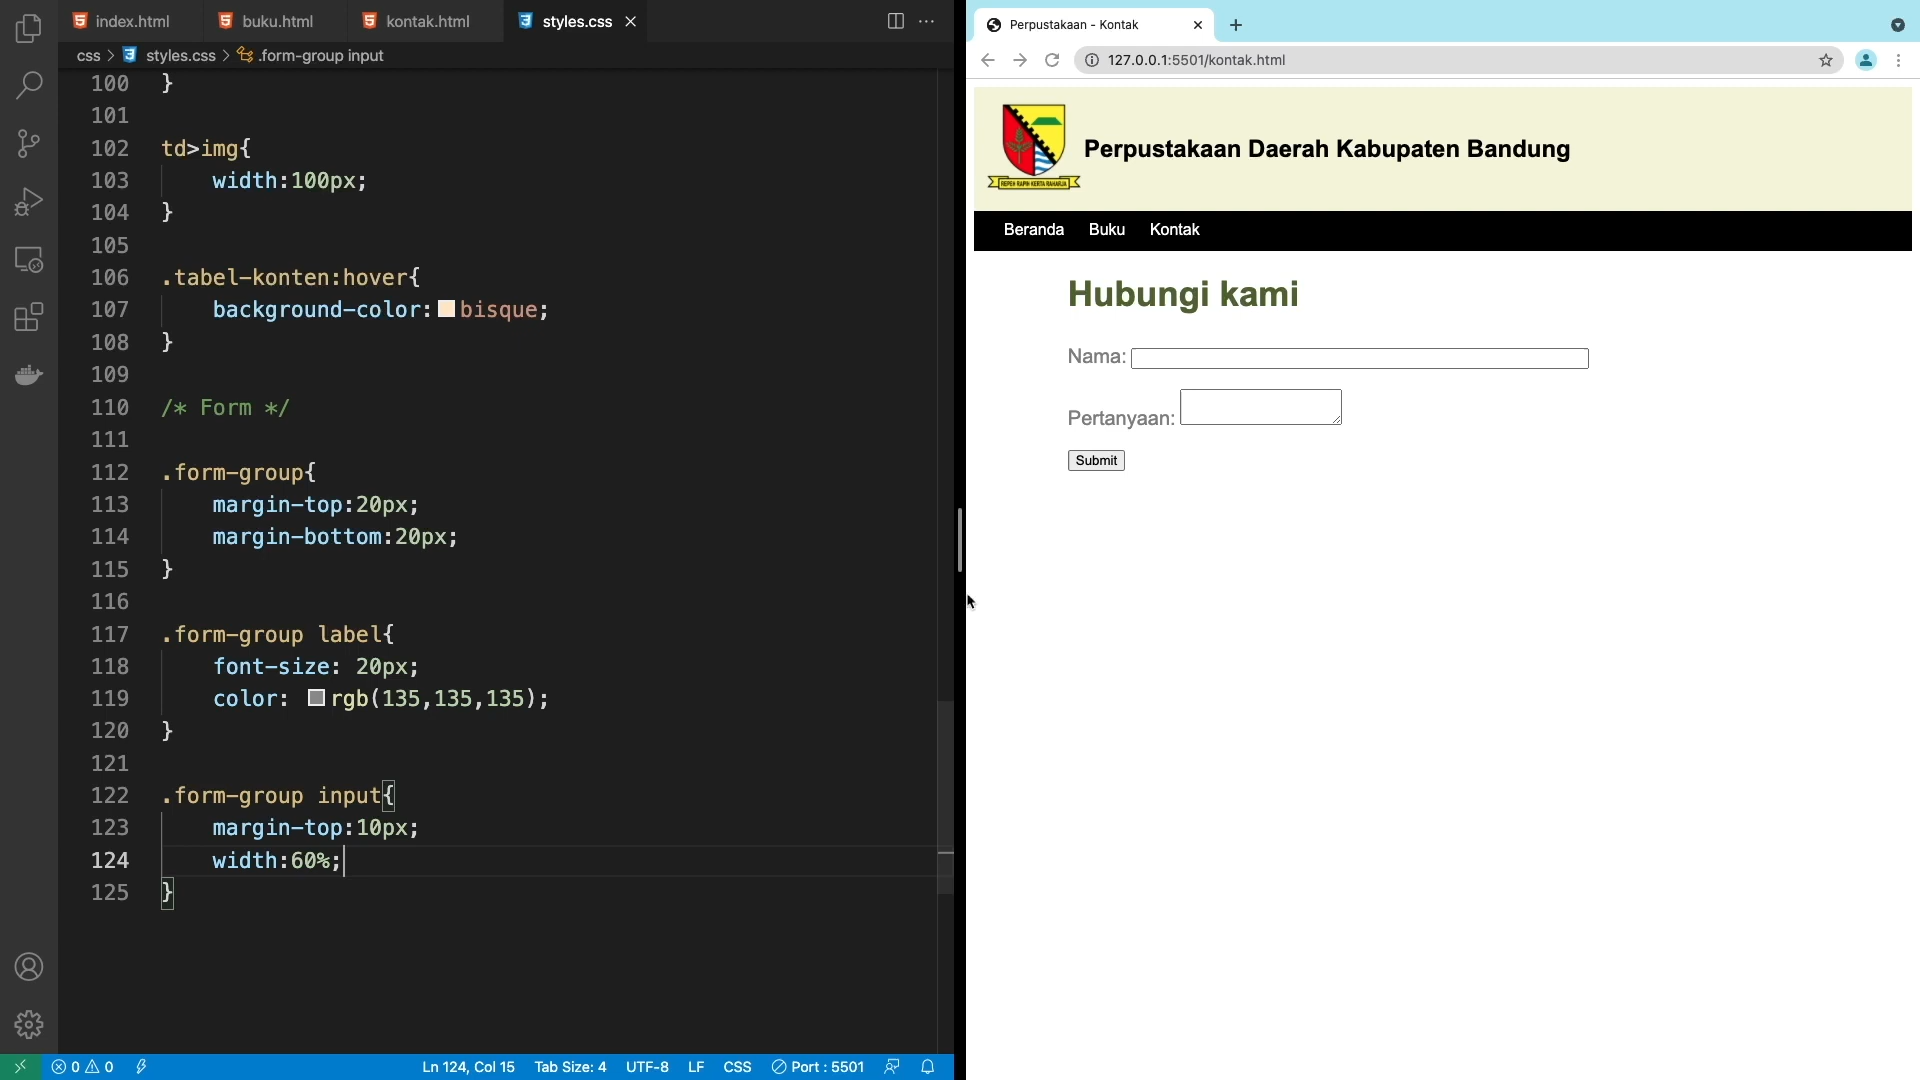 index.html
buku.html
kontak.html
styles.css
css > styles.css > .form-group input
100 }
101
102 td>img{
103 width:100px;
104 }
105
106 .tabel-konten:hover{
107 background-color:bisque;
108 }
109
110 /* Form */
111
112 .form-group{
113 margin-top:20px;
114 margin-bottom:20px;
115 }
116
117 .form-group label{
118 font-size: 20px;
119 color: rgb(135,135,135);
120 }
121
122 .form-group input{
123 margin-top:10px;
124 width:60%;
125 }
0 0
Ln 124, Col 15
Tab Size: 4
UTF-8
LF
CSS
Port : 5501
Perpustakaan - Kontak
127.0.0.1:5501/kontak.html
REPEH RAPIH KERTA RAHARJA
Perpustakaan Daerah Kabupaten Bandung
Beranda Buku Kontak
Hubungi kami
Nama:
Pertanyaan:
Submit